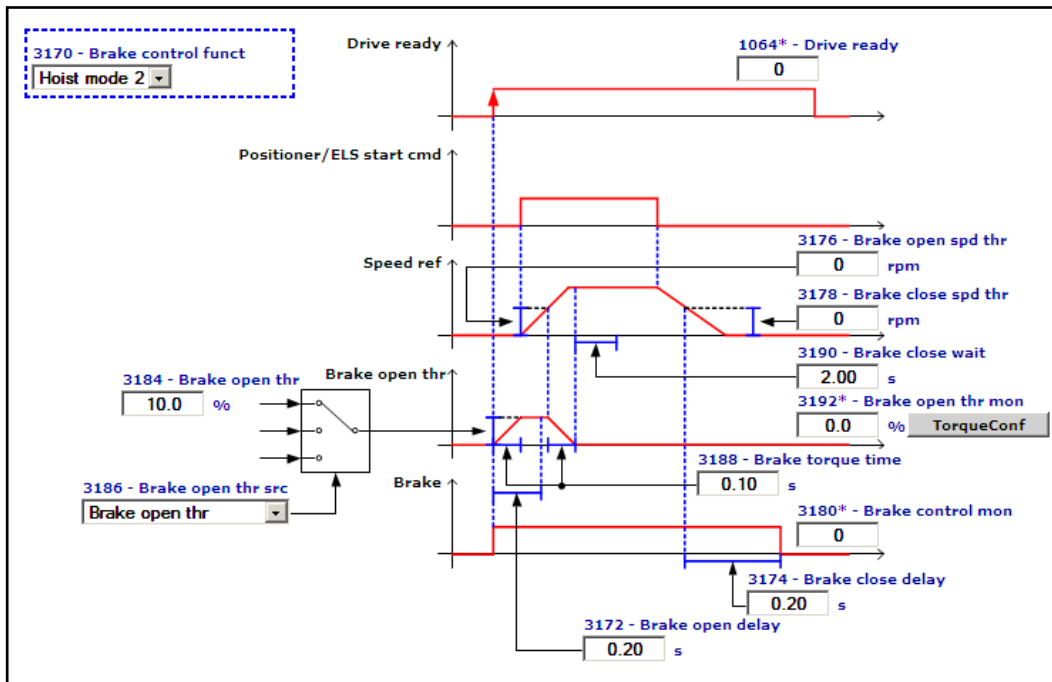 Drive ready
1064* - Drive ready
0
3170 - Brake control funct
Hoist mode 2
Positioner/ELS start cmd
Speed ref
3176 - Brake open spd thr
0 rpm
3178 - Brake close spd thr
0 rpm
3190 - Brake close wait
2.00 s
Brake open thr
3184 - Brake open thr
10.0 %
3192* - Brake open thr mon
0.0 % TorqueConf
3188 - Brake torque time
0.10 s
3186 - Brake open thr src
Brake open thr
Brake
3180* - Brake control mon
0
3174 - Brake close delay
0.20 s
3172 - Brake open delay
0.20 s